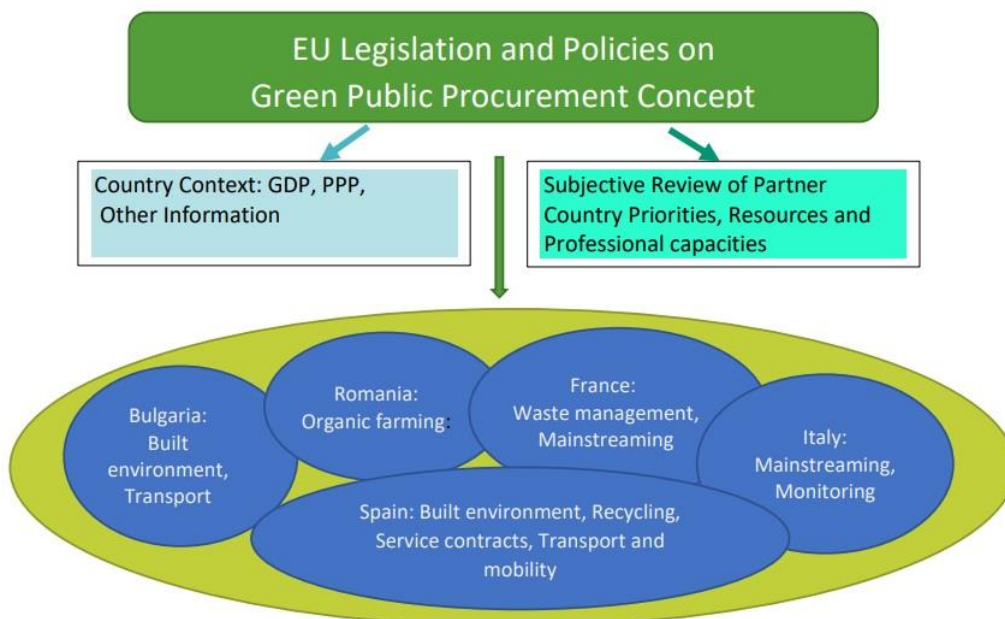 EU Legislation and Policies on
Green Public Procurement Concept
Country Context: GDP, PPP,
Other Information
Subjective Review of Partner
Country Priorities, Resources and
Professional capacities
Bulgaria:
Built
environment,
Transport
Romania:
Organic farming:
France:
Waste management,
Mainstreaming
Italy:
Mainstreaming,
Monitoring
Spain: Built environment, Recycling,
Service contracts, Transport and
mobility